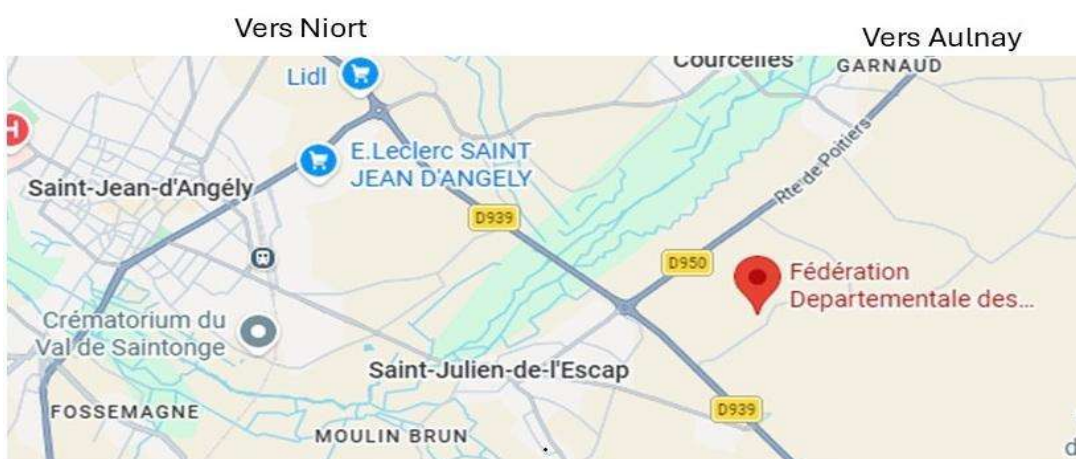 Vers Niort
Vers Aulnay
Lidl
Courcelles
GARNAUD
H
E.Leclerc SAINT
JEAN D'ANGELY
Rte de Poitiers
Saint-Jean-d'Angély
D939
D950
Fédération
Departementale des...
Crématorium du
Val de Saintonge
Saint-Julien-de-l'Escap
D939
FOSSEMAGNE
MOULIN BRUN
d